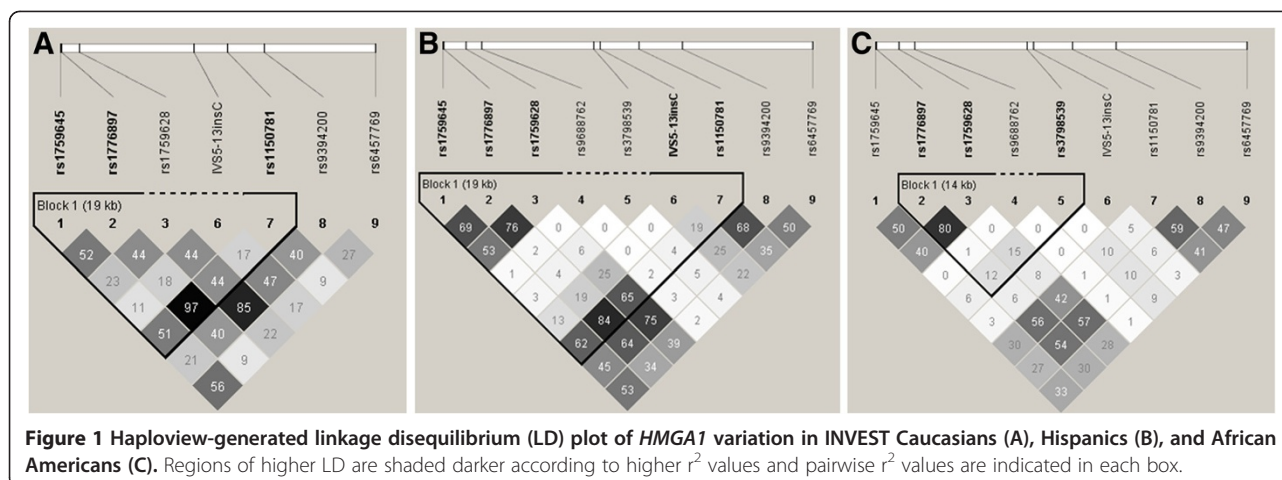 A
B
C
rs1759645 rs1776897 rs1759628 IVS5-13insC rs1150781 rs9394200 rs6457769
rs1759645 rs1776897 rs1759628 rs9688762 rs3798539 IVS5-13insC rs1150781 rs9394200 rs6457769
rs1759645 rs1776897 rs1759628 rs9688762 rs3798539 IVS5-13insC rs1150781 rs9394200 rs6457769
Block 1 (19 kb)
1 2 3 6 7 8 9
52 44 44 17 40 27
23 18 44 47 9
11 97 85 17
51 40 22
21 9
56
Block 1 (19 kb)
1 2 3 4 5 6 7 8 9
69 76 0 0 0 19 68 50
53 2 6 0 4 25 35
1 4 25 2 5 22
3 19 65 3 4
13 84 75 2
62 64 39
45 34
53
Block 1 (14 kb)
1 2 3 4 5 6 7 8 9
50 80 0 0 0 5 59 47
40 1 15 0 6 10 41
0 12 8 1 10 3
6 6 42 1 9
3 56 57 1
30 54 28
27 30
33
Figure 1 Haploview-generated linkage disequilibrium (LD) plot of HMGA1 variation in INVEST Caucasians (A), Hispanics (B), and African
Americans (C). Regions of higher LD are shaded darker according to higher r² values and pairwise r² values are indicated in each box.